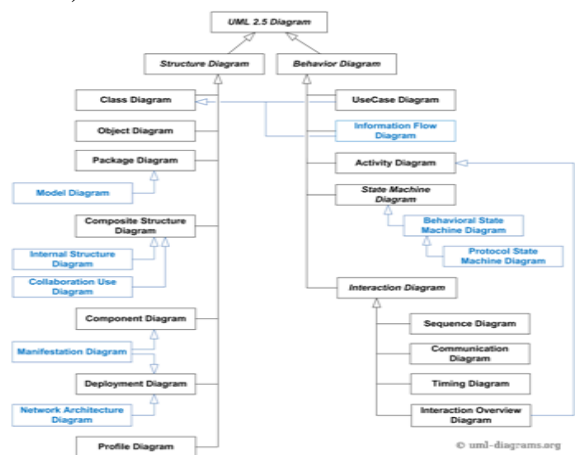 UML 2.5 Diagram
Structure Diagram
Behavior Diagram
Class Diagram
UseCase Diagram
Object Diagram
Information Flow
Diagram
Package Diagram
Activity Diagram
Model Diagram
State Machine
Diagram
Composite Structure
Diagram
Behavioral State
Machine Diagram
Internal Structure
Diagram
Protocol State
Machine Diagram
Collaboration Use
Diagram
Interaction Diagram
Component Diagram
Sequence Diagram
Manifestation Diagram
Communication
Diagram
Deployment Diagram
Timing Diagram
Network Architecture
Diagram
Interaction Overview
Diagram
Profile Diagram
© uml-diagrams.org